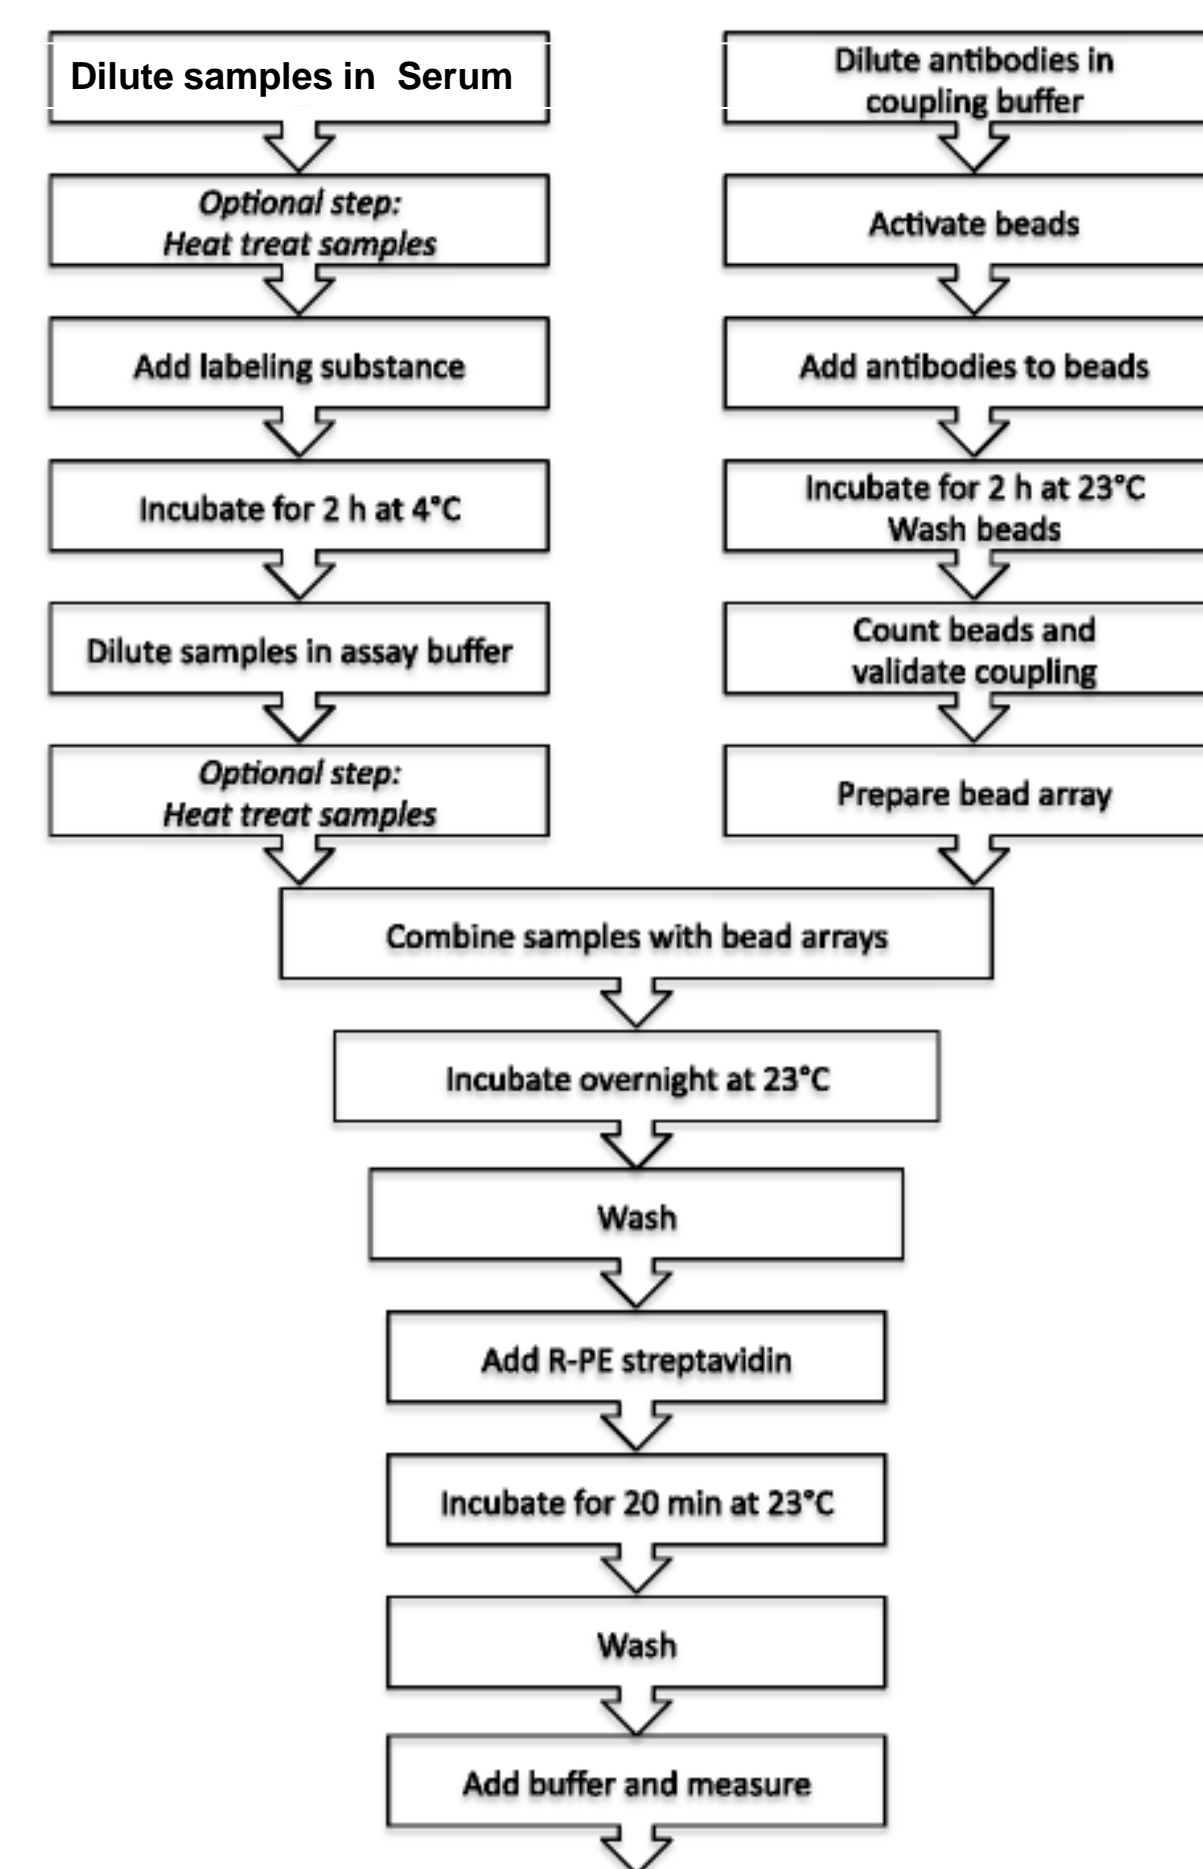 Dilute samples in Serum
Optional step:
Heat treat samples
Add labeling substance
Incubate for 2 h at 4°C
Dilute samples in assay buffer
Optional step:
Heat treat samples
Dilute antibodies in
coupling buffer
Activate beads
Add antibodies to beads
Incubate for 2 h at 23°C
Wash beads
Count beads and
validate coupling
Prepare bead array
Combine samples with bead arrays
Incubate overnight at 23°C
Wash
Add R-PE streptavidin
Incubate for 20 min at 23°C
Wash
Add buffer and measure